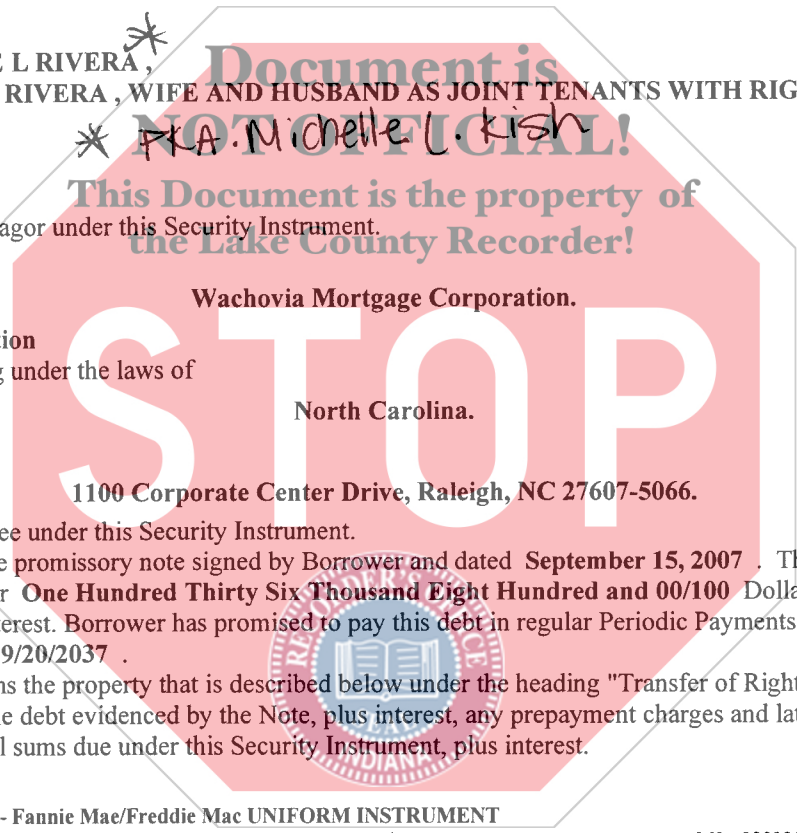 E L RIVERA ,
RIVERA , WIFE AND HUSBAND AS JOINT TENANTS WITH RIG
* FKA. Michelle L. Kish
Document is
NOT OFFICIAL!
This Document is the property of
the Lake County Recorder!
agor under this Security Instrument.
Wachovia Mortgage Corporation.
tion
g under the laws of
North Carolina.
STOP
1100 Corporate Center Drive, Raleigh, NC 27607-5066.
ee under this Security Instrument.
e promissory note signed by Borrower and dated September 15, 2007 . Th
r One Hundred Thirty Six Thousand Eight Hundred and 00/100 Dolla
terest. Borrower has promised to pay this debt in regular Periodic Payments
9/20/2037 .
ns the property that is described below under the heading "Transfer of Right
e debt evidenced by the Note, plus interest, any prepayment charges and lat
l sums due under this Security Instrument, plus interest.
RECORDER'S OFFICE
SEAL
INDIANA
- Fannie Mae/Freddie Mac UNIFORM INSTRUMENT